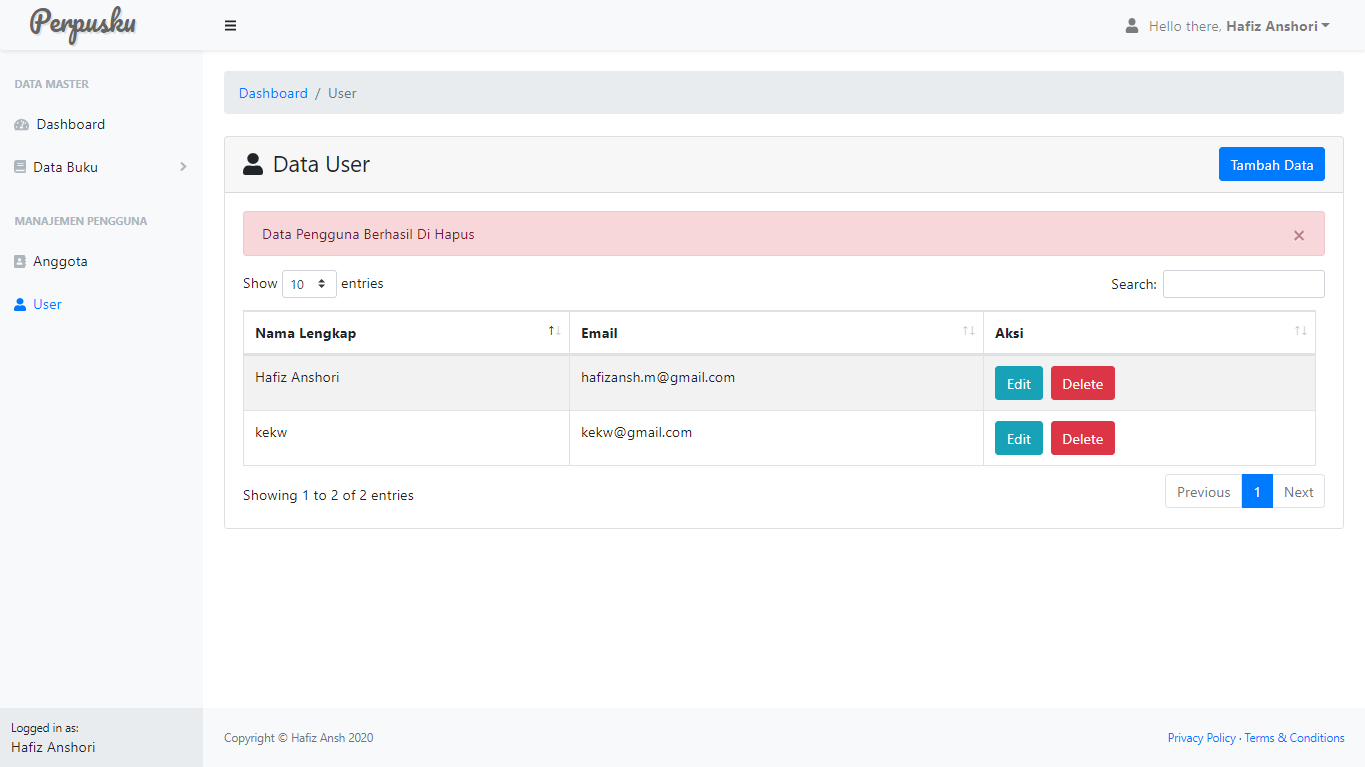 Perpusku
Hello there, Hafiz Anshori
DATA MASTER
Dashboard
Data Buku
MANAJEMEN PENGGUNA
Anggota
User
Dashboard / User
Data User
Tambah Data
Data Pengguna Berhasil Di Hapus ×
Show 10 entries
Search:
Nama Lengkap Email Aksi
Hafiz Anshori hafizansh.m@gmail.com Edit Delete
kekw kekw@gmail.com Edit Delete
Showing 1 to 2 of 2 entries
Previous 1 Next
Logged in as:
Hafiz Anshori
Copyright © Hafiz Ansh 2020
Privacy Policy · Terms & Conditions